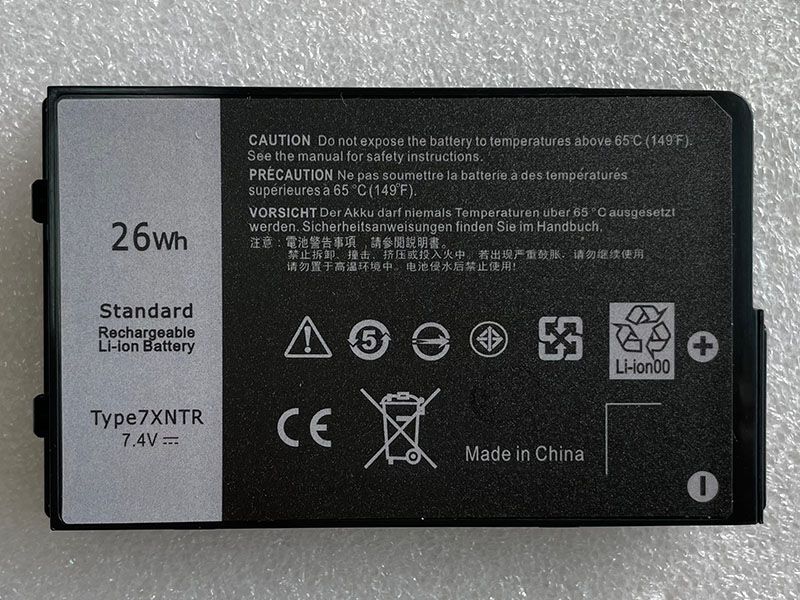 26Wh
Standard
Rechargeable
Li-ion Battery
Type7XNTR
7.4V
CAUTION Do not expose the battery to temperatures above 65°C (149°F).
See the manual for safety instructions.
PRÉCAUTION Ne pas soumettre la batterie à des températures
supérieures à 65 °C (149°F).
VORSICHT Der Akku darf niemals Temperaturen über 65 °C ausgesetzt
werden. Sicherheitsanweisungen finden Sie im Handbuch.
注意：電池警告事項，請參閱説明書。
禁止拆卸、撞击、挤压或投入火中。若出现严重鼓胀，请勿继续使用
请勿置于高温环境中。电池侵水后禁止使用！
5
Li-ion00
+
CE
Made in China